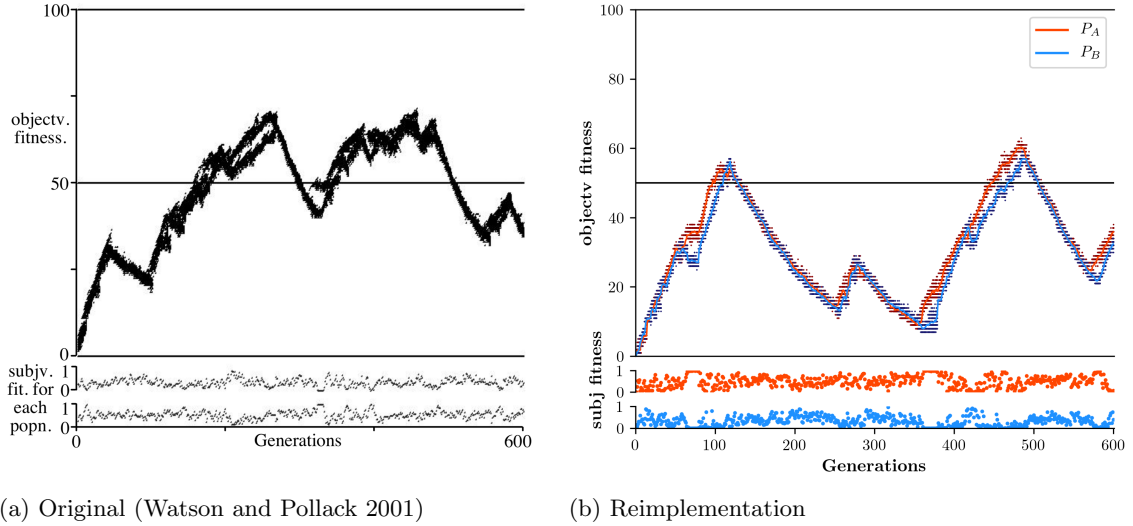 100
objectv.
fitness.
50
0
subjv.
fit. for
each
popn.
1
0
1
0
0
Generations
600
(a) Original (Watson and Pollack 2001)
100
80
60
40
20
0
objectv fitness
P_A
P_B
subj fitness
1
0
1
0
0
100
200
300
400
500
600
Generations
(b) Reimplementation